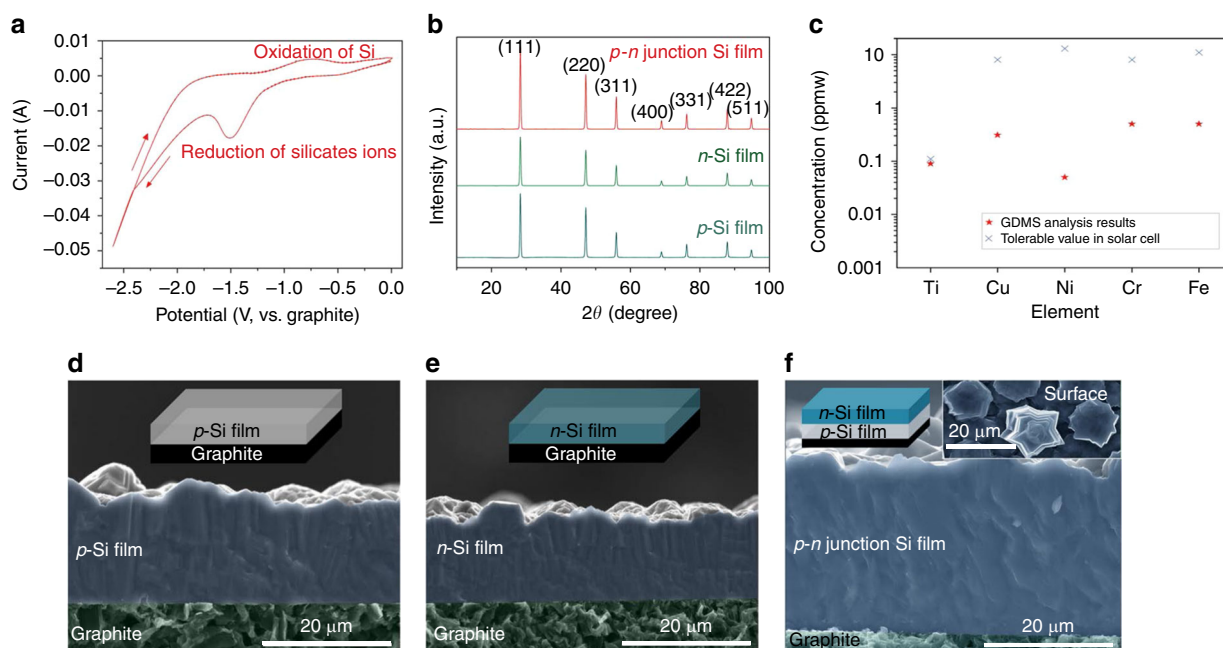 a
Oxidation of Si
Reduction of silicates ions
0.01
0.00
–0.01
–0.02
–0.03
–0.04
–0.05
Current (A)
–2.5
–2.0
–1.5
–1.0
–0.5
0.0
Potential (V, vs. graphite)
b
(111)
(220)
(311)
(400)
(331)
(422)
(511)
p-n junction Si film
n-Si film
p-Si film
Intensity (a.u.)
20
40
60
80
100
2θ (degree)
c
10
1
0.1
0.01
0.001
Concentration (ppmw)
GDMS analysis results
Tolerable value in solar cell
Ti
Cu
Ni
Cr
Fe
Element
d
p-Si film
Graphite
p-Si film
Graphite
20 μm
e
n-Si film
Graphite
n-Si film
Graphite
20 μm
f
n-Si film
p-Si film
Surface
20 μm
p-n junction Si film
Graphite
20 μm